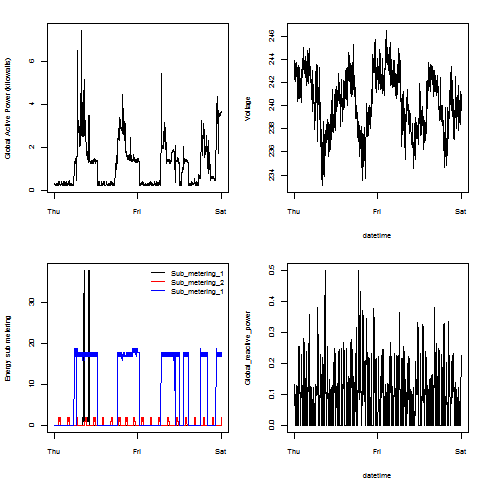 Global Active Power (kilowatts)
0 2 4 6
Thu Fri Sat
Voltage
234 236 238 240 242 244 246
Thu Fri Sat
datetime
Energy sub metering
0 10 20 30
Sub_metering_1
Sub_metering_2
Sub_metering_1
Thu Fri Sat
Global_reactive_power
0.0 0.1 0.2 0.3 0.4 0.5
Thu Fri Sat
datetime